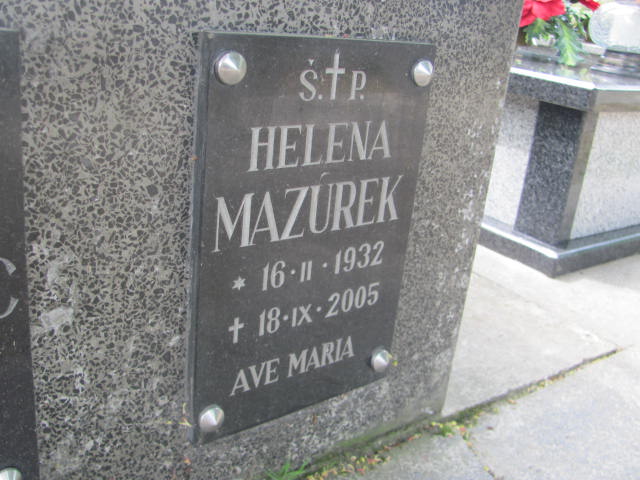 Ś.†P.
HELENA
MAZÚREK
* 16·II·1932
† 18·IX·2005
AVE MARIA